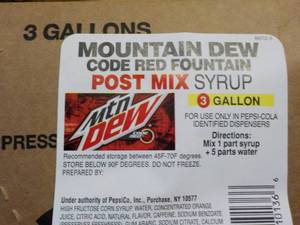 3 GALLONS
MOUNTAIN DEW
CODE RED FOUNTAIN
POST MIX SYRUP
3 GALLON
mtn
DEW
FOR USE ONLY IN PEPSI-COLA
IDENTIFIED DISPENSERS
Directions:
Mix 1 part syrup
+ 5 parts water
PRESS
Recommended storage between 45F-70F degrees.
STORE BELOW 90F DEGREES. DO NOT FREEZE.
PREPARED BY:
Under authority of PepsiCo, Inc., Purchase, NY 10577
HIGH FRUCTOSE CORN SYRUP, WATER, CONCENTRATED ORANGE
JUICE, CITRIC ACID, NATURAL FLAVOR, CAFFEINE, SODIUM BENZOATE